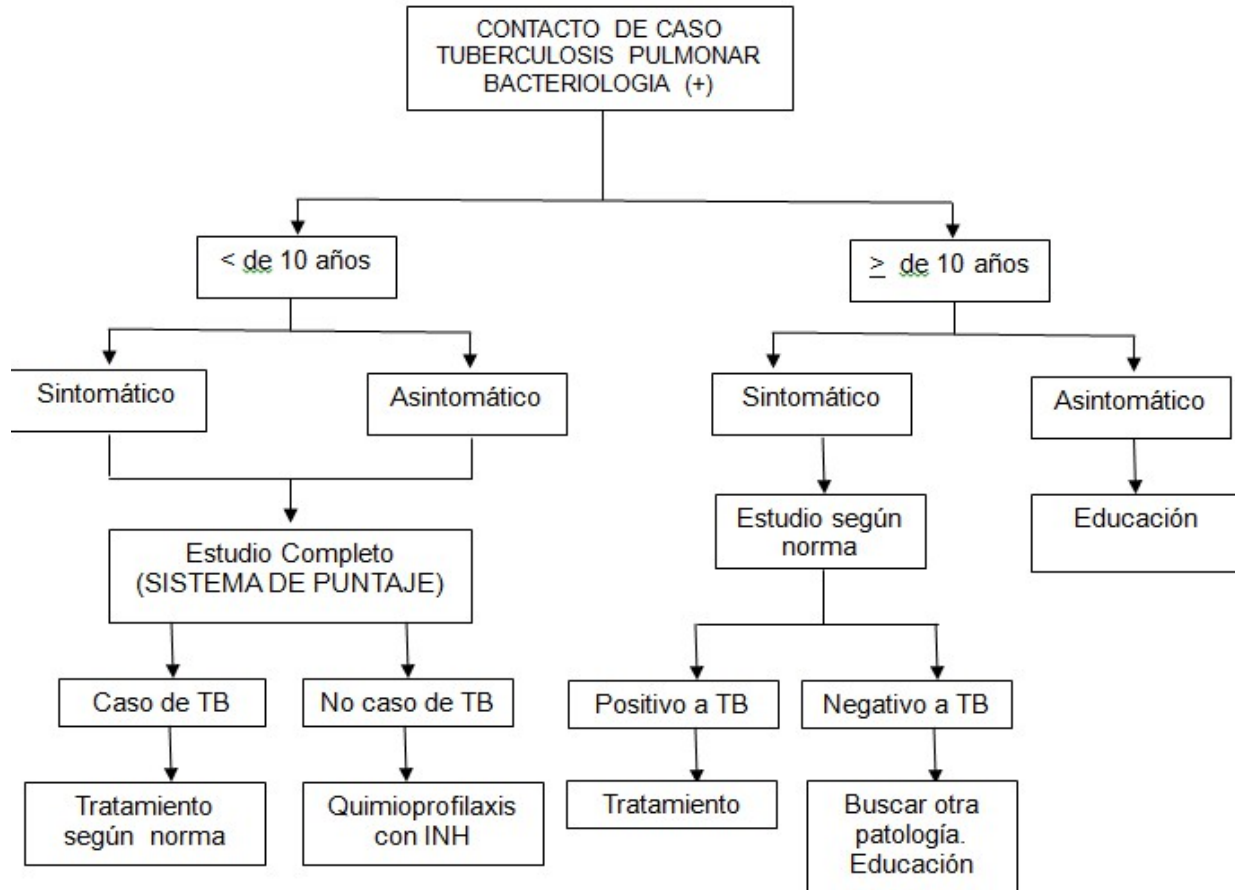 CONTACTO DE CASO
TUBERCULOSIS PULMONAR
BACTERIOLOGIA (+)
< de 10 años
≥ de 10 años
Sintomático
Asintomático
Sintomático
Asintomático
Estudio Completo
(SISTEMA DE PUNTAJE)
Estudio según
norma
Educación
Caso de TB
No caso de TB
Positivo a TB
Negativo a TB
Tratamiento
según norma
Quimioprofilaxis
con INH
Tratamiento
Buscar otra
patología.
Educación